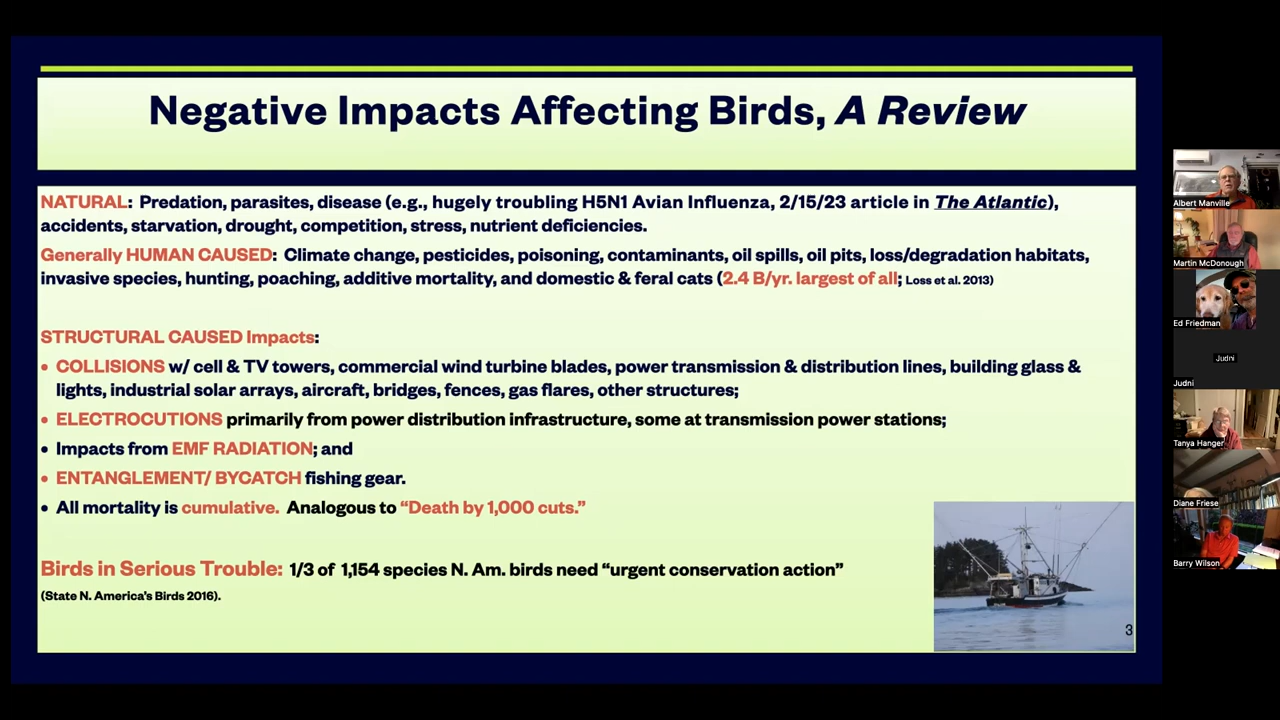 Negative Impacts Affecting Birds, A Review
NATURAL: Predation, parasites, disease (e.g., hugely troubling H5N1 Avian Influenza, 2/15/23 article in The Atlantic),
accidents, starvation, drought, competition, stress, nutrient deficiencies.
Generally HUMAN CAUSED: Climate change, pesticides, poisoning, contaminants, oil spills, oil pits, loss/degradation habitats,
invasive species, hunting, poaching, additive mortality, and domestic & feral cats (2.4 B/yr. largest of all; Loss et al. 2013)
STRUCTURAL CAUSED Impacts:
• COLLISIONS w/ cell & TV towers, commercial wind turbine blades, power transmission & distribution lines, building glass &
lights, industrial solar arrays, aircraft, bridges, fences, gas flares, other structures;
• ELECTROCUTIONS primarily from power distribution infrastructure, some at transmission power stations;
• Impacts from EMF RADIATION; and
• ENTANGLEMENT/ BYCATCH fishing gear.
• All mortality is cumulative. Analogous to “Death by 1,000 cuts.”
Birds in Serious Trouble: 1/3 of 1,154 species N. Am. birds need “urgent conservation action”
(State N. America’s Birds 2016).
3
Albert Manville
Martin McDonough
Ed Friedman
Judni
Judni
Tanya Hanger
Diane Friese
Barry Wilson